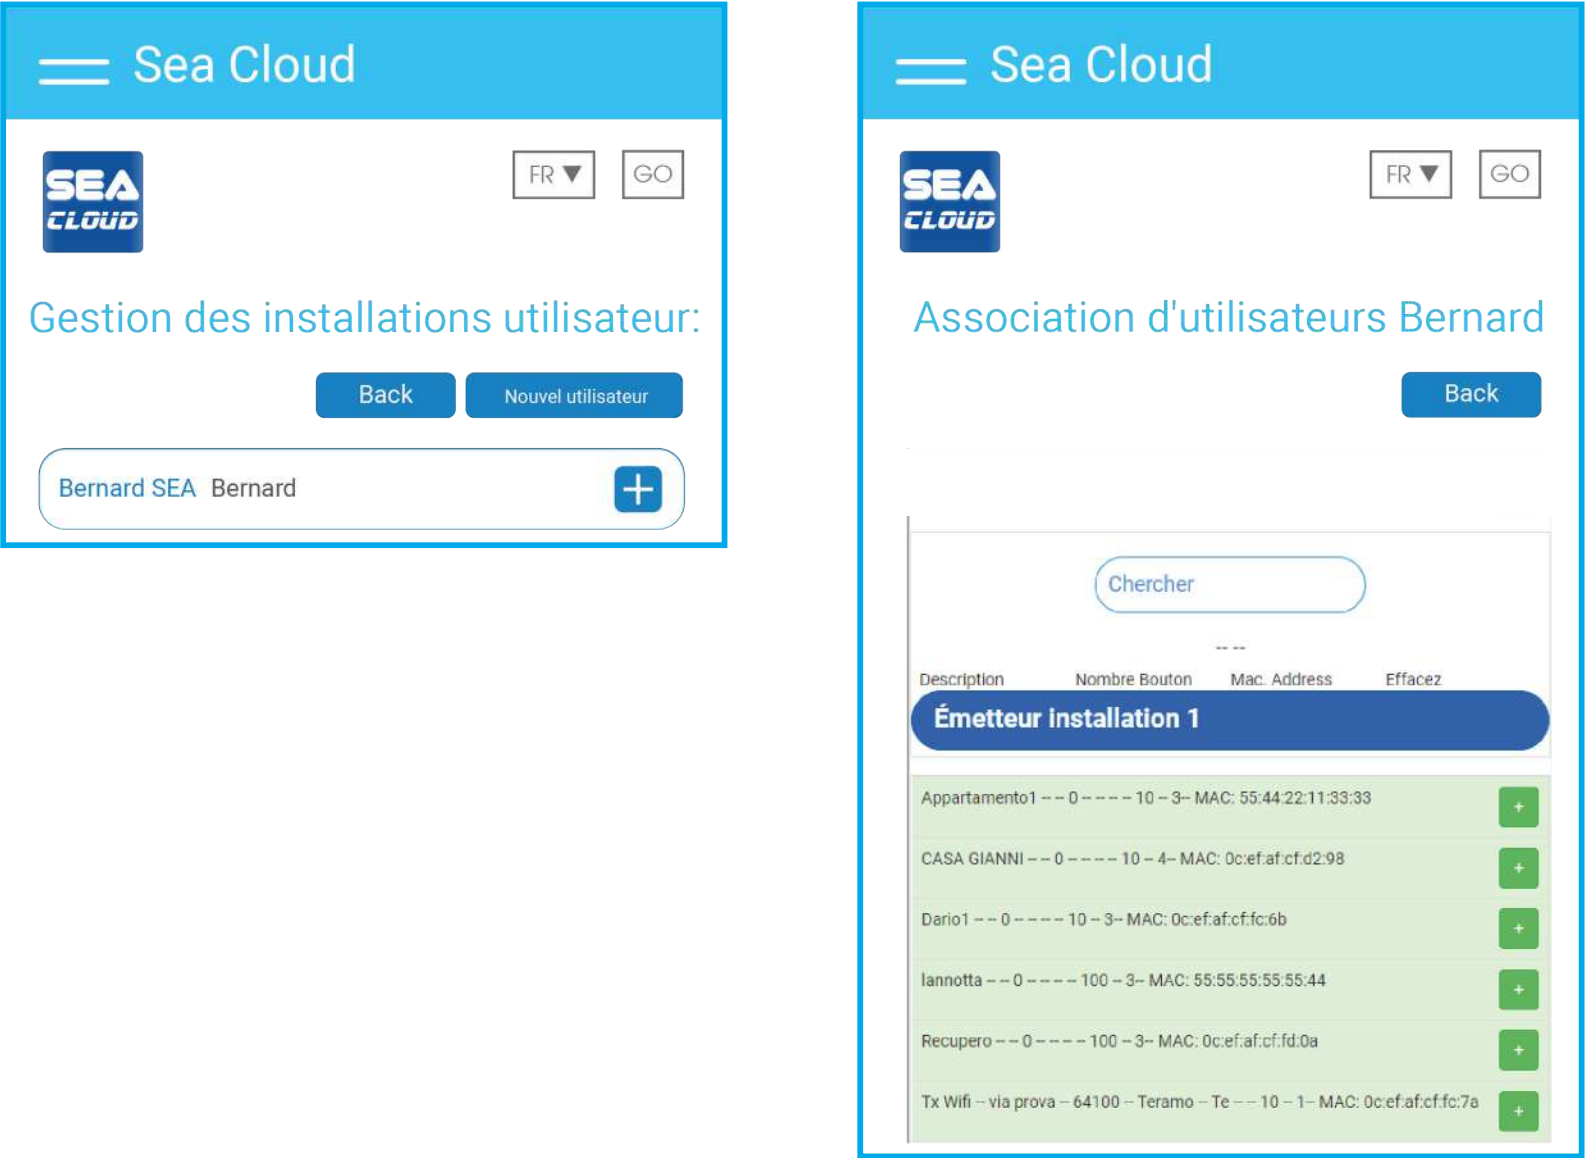 Sea Cloud
SEA
CLOUD
FR ▼
GO
Gestion des installations utilisateur:
Back
Nouvel utilisateur
Bernard SEA Bernard
+
Sea Cloud
SEA
CLOUD
FR ▼
GO
Association d'utilisateurs Bernard
Back
Chercher
-- --
Description Nombre Bouton Mac. Address Effacez
Émetteur installation 1
Appartamento1 – – 0 – – – – 10 – 3– MAC: 55:44:22:11:33:33 +
CASA GIANNI – – 0 – – – – 10 – 4– MAC: 0c:ef:af:cf:d2:98 +
Dario1 – – 0 – – – – 10 – 3– MAC: 0c:ef:af:cf:fc:6b +
Iannotta – – 0 – – – – 100 – 3– MAC: 55:55:55:55:55:44 +
Recupero – – 0 – – – – 100 – 3– MAC: 0c:ef:af:cf:fd:0a +
Tx Wifi – via prova – 64100 – Teramo – Te – – 10 – 1– MAC: 0c:ef:af:cf:fc:7a +